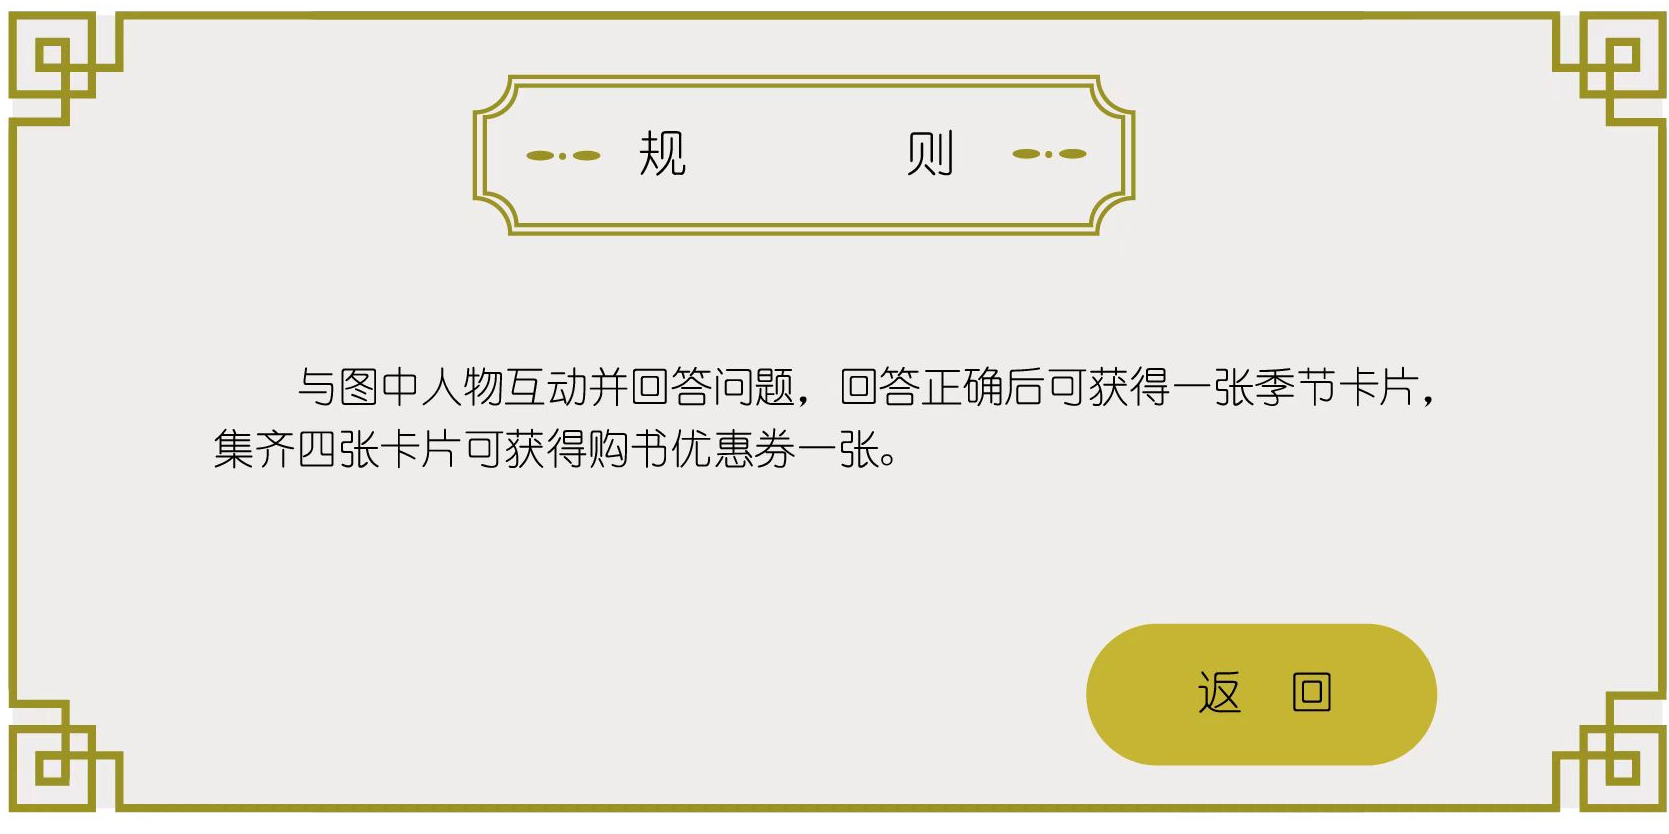 规 则
与图中人物互动并回答问题，回答正确后可获得一张季节卡片，
集齐四张卡片可获得购书优惠券一张。
返 回